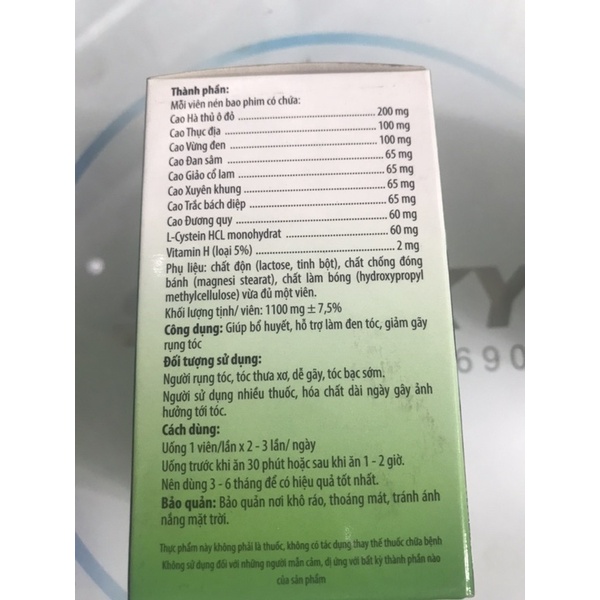 Thành phần:
Mỗi viên nén bao phim có chứa:
Cao Hà thủ ô đỏ ........ 200 mg
Cao Thục địa ........ 100 mg
Cao Vừng đen ........ 100 mg
Cao Đan sâm ........ 65 mg
Cao Giảo cổ lam ........ 65 mg
Cao Xuyên khung ........ 65 mg
Cao Trắc bách diệp ........ 65 mg
Cao Đương quy ........ 60 mg
L-Cystein HCL monohydrat ........ 60 mg
Vitamin H (loại 5%) ........ 2 mg
Phụ liệu: chất độn (lactose, tinh bột), chất chống đóng
bánh (magnesi stearat), chất làm bóng (hydroxypropyl
methylcellulose) vừa đủ một viên.
Khối lượng tịnh/ viên: 1100 mg ± 7,5%
Công dụng: Giúp bổ huyết, hỗ trợ làm đen tóc, giảm gãy
rụng tóc
Đối tượng sử dụng:
Người rụng tóc, tóc thưa xơ, dễ gãy, tóc bạc sớm.
Người sử dụng nhiều thuốc, hóa chất dài ngày gây ảnh
hưởng tới tóc.
Cách dùng:
Uống 1 viên/lần x 2 - 3 lần/ ngày
Uống trước khi ăn 30 phút hoặc sau khi ăn 1 - 2 giờ.
Nên dùng 3 - 6 tháng để có hiệu quả tốt nhất.
Bảo quản: Bảo quản nơi khô ráo, thoáng mát, tránh ánh
nắng mặt trời.
Thực phẩm này không phải là thuốc, không có tác dụng thay thế thuốc chữa bệnh
Không sử dụng đối với những người mẫn cảm, dị ứng với bất kỳ thành phần nào
của sản phẩm
KY
690